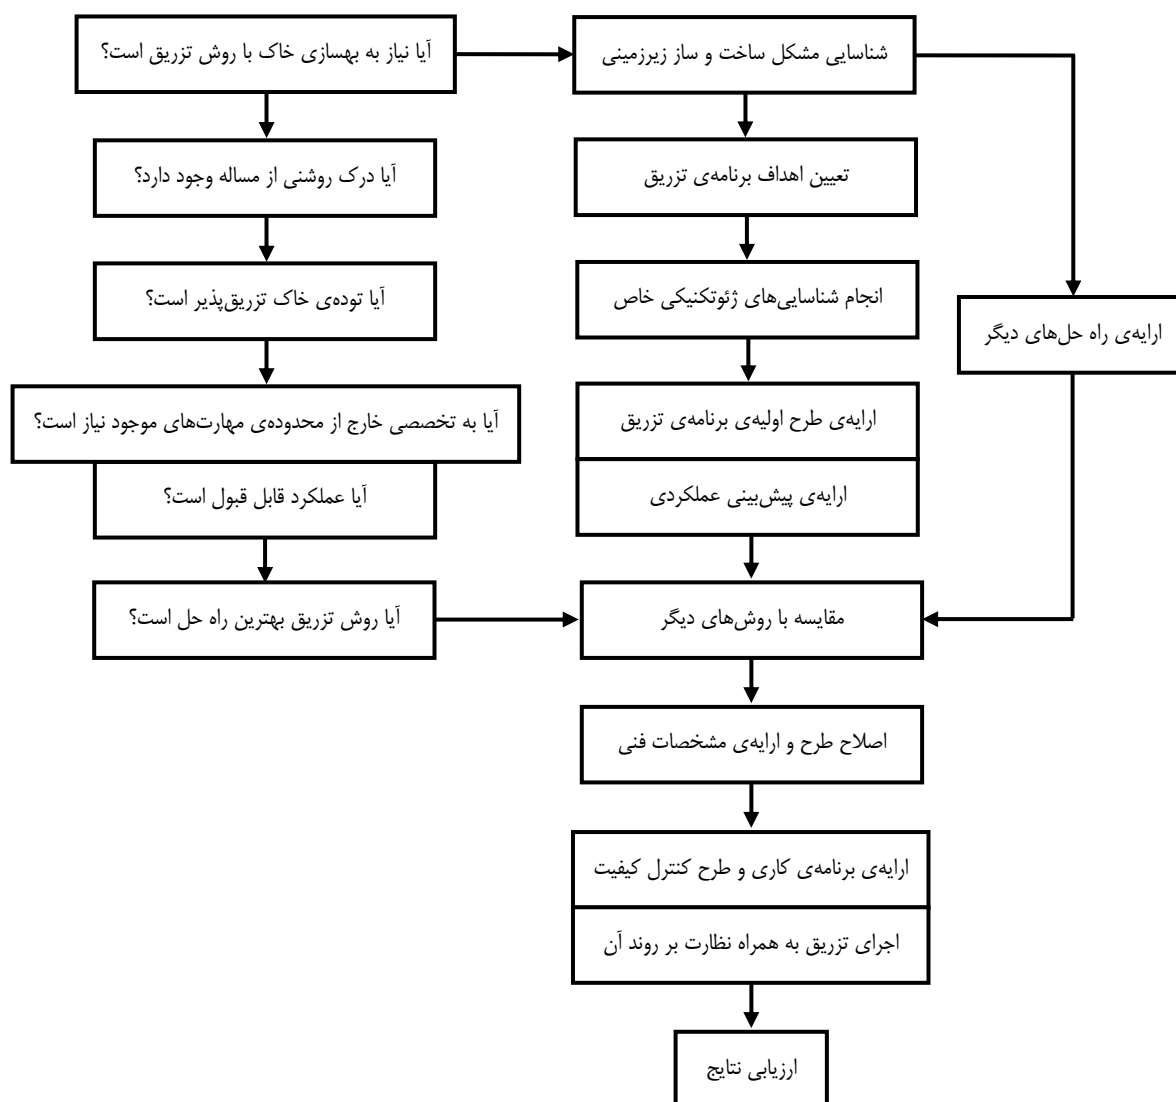 آیا نیاز به بهسازی خاک با روش تزریق است؟
شناسایی مشکل ساخت و ساز زیرزمینی
آیا درک روشنی از مساله وجود دارد؟
تعیین اهداف برنامه‌ی تزریق
آیا توده‌ی خاک تزریق‌پذیر است؟
انجام شناسایی‌های ژئوتکنیکی خاص
ارایه‌ی راه حل‌های دیگر
آیا به تخصصی خارج از محدوده‌ی مهارت‌های موجود نیاز است؟
ارایه‌ی طرح اولیه‌ی برنامه‌ی تزریق
آیا عملکرد قابل قبول است؟
ارایه‌ی پیش‌بینی عملکردی
آیا روش تزریق بهترین راه حل است؟
مقایسه با روش‌های دیگر
اصلاح طرح و ارایه‌ی مشخصات فنی
ارایه‌ی برنامه‌ی کاری و طرح کنترل کیفیت
اجرای تزریق به همراه نظارت بر روند آن
ارزیابی نتایج